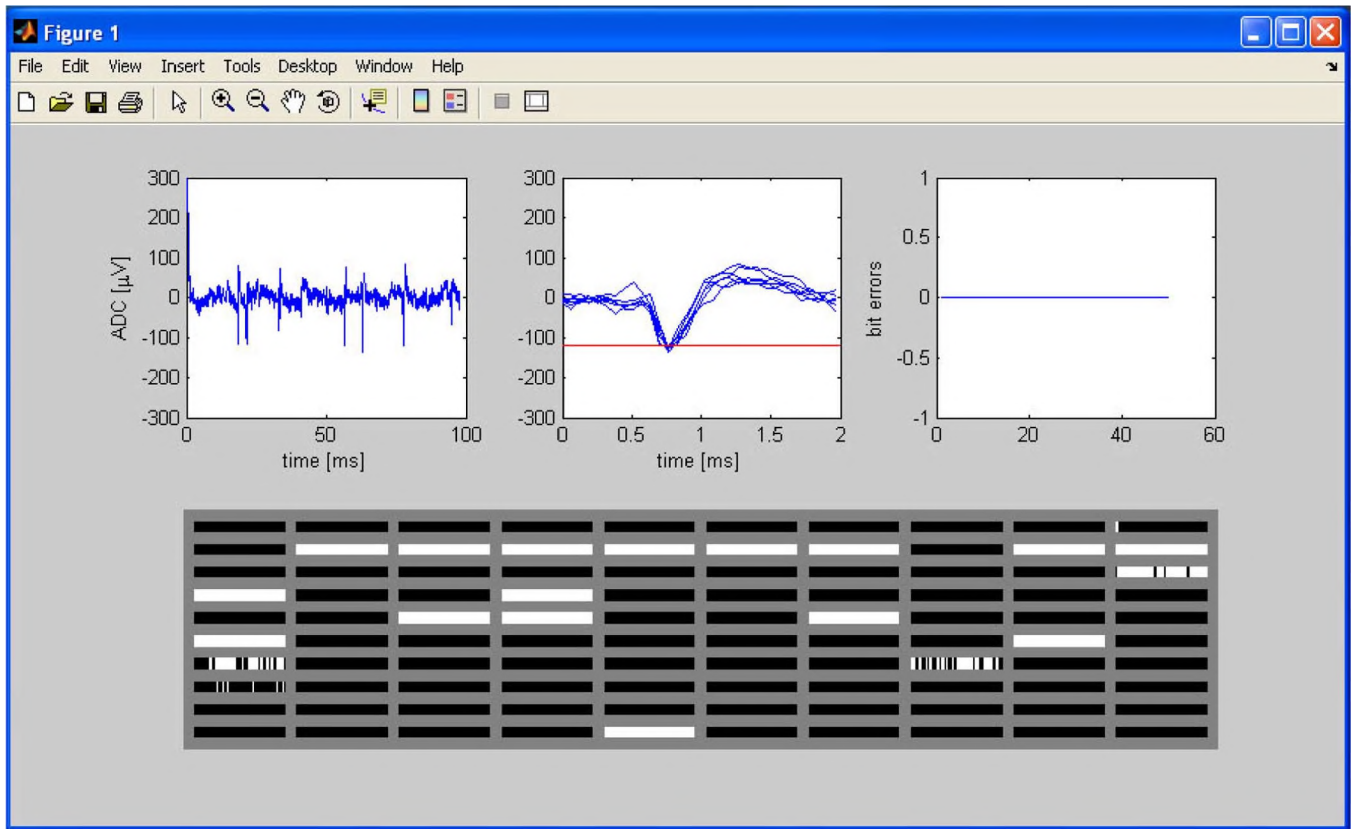 Figure 1
File Edit View Insert Tools Desktop Window Help
300
200
100
0
-100
-200
-300
ADC [µV]
0 50 100
time [ms]
300
200
100
0
-100
-200
-300
0 0.5 1 1.5 2
time [ms]
1
0.5
0
-0.5
-1
bit errors
0 20 40 60